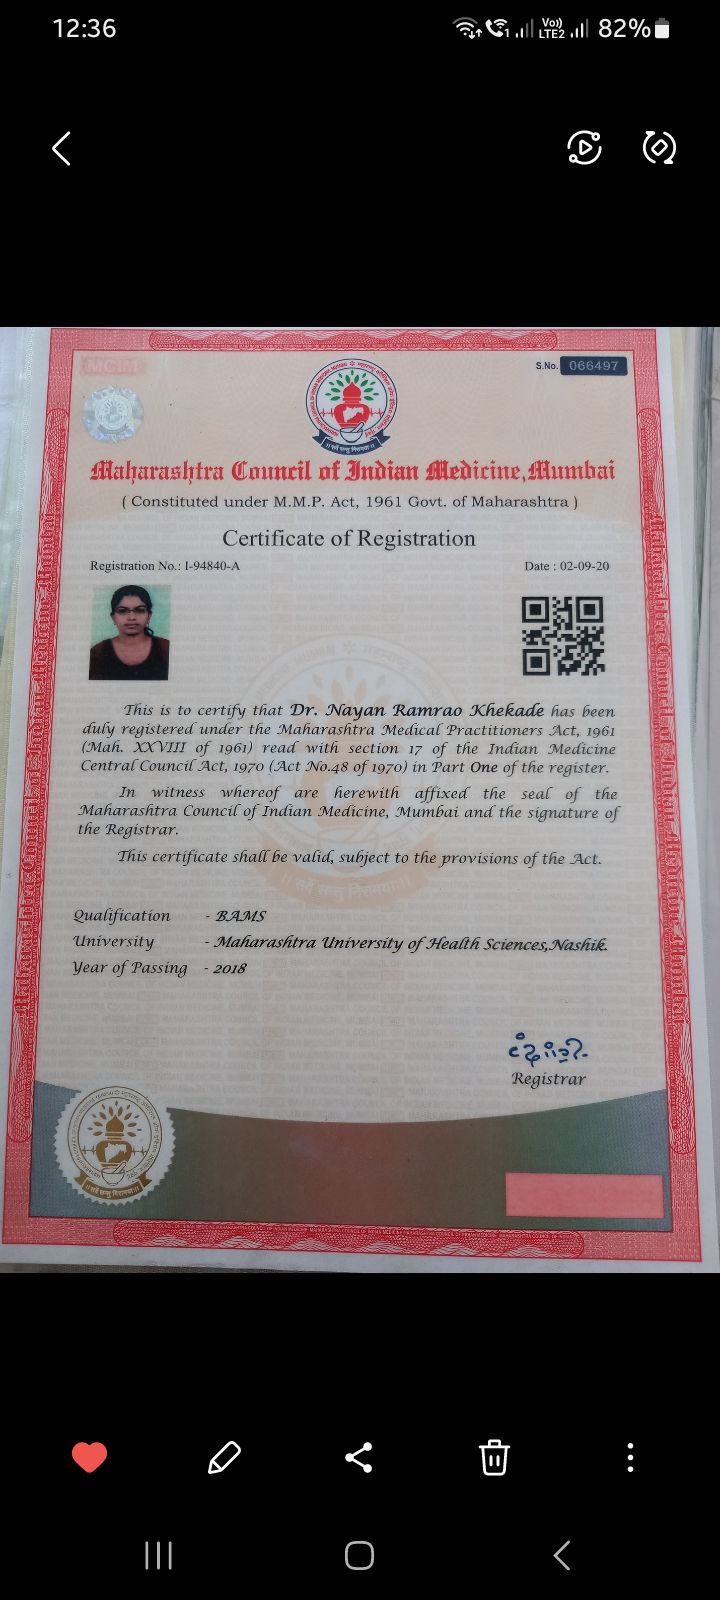 12:36
Vo))
LTE2
82%
MCIM
S.No. 066497
Maharashtra Council of Indian Medicine,Mumbai
( Constituted under M.M.P. Act, 1961 Govt. of Maharashtra )
Certificate of Registration
Registration No.: I-94840-A
Date : 02-09-20
This is to certify that Dr. Nayan Ramrao Khekade has been
duly registered under the Maharashtra Medical Practitioners Act, 1961
(Mah. XXVIII of 1961) read with section 17 of the Indian Medicine
Central Council Act, 1970 (Act No.48 of 1970) in Part One of the register.
In witness whereof are herewith affixed the seal of the
Maharashtra Council of Indian Medicine, Mumbai and the signature of
the Registrar.
This certificate shall be valid, subject to the provisions of the Act.
Qualification - BAMS
University - Maharashtra University of Health Sciences,Nashik.
Year of Passing - 2018
Registrar